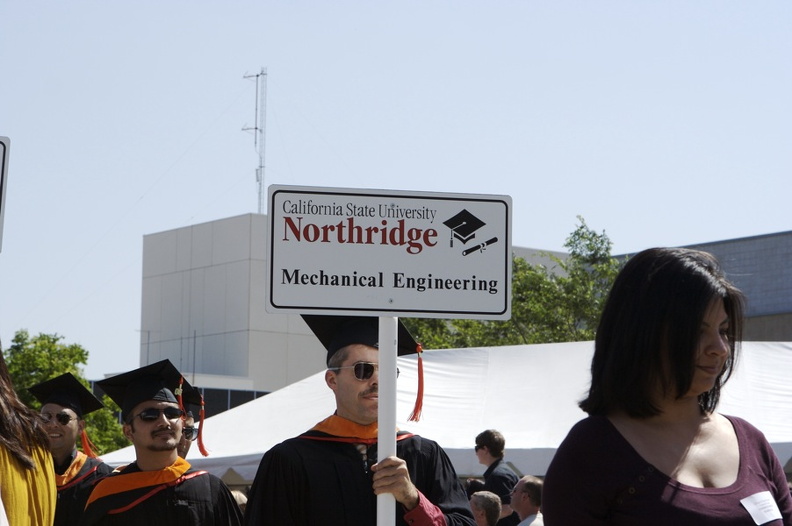 California State University
Northridge
Mechanical Engineering